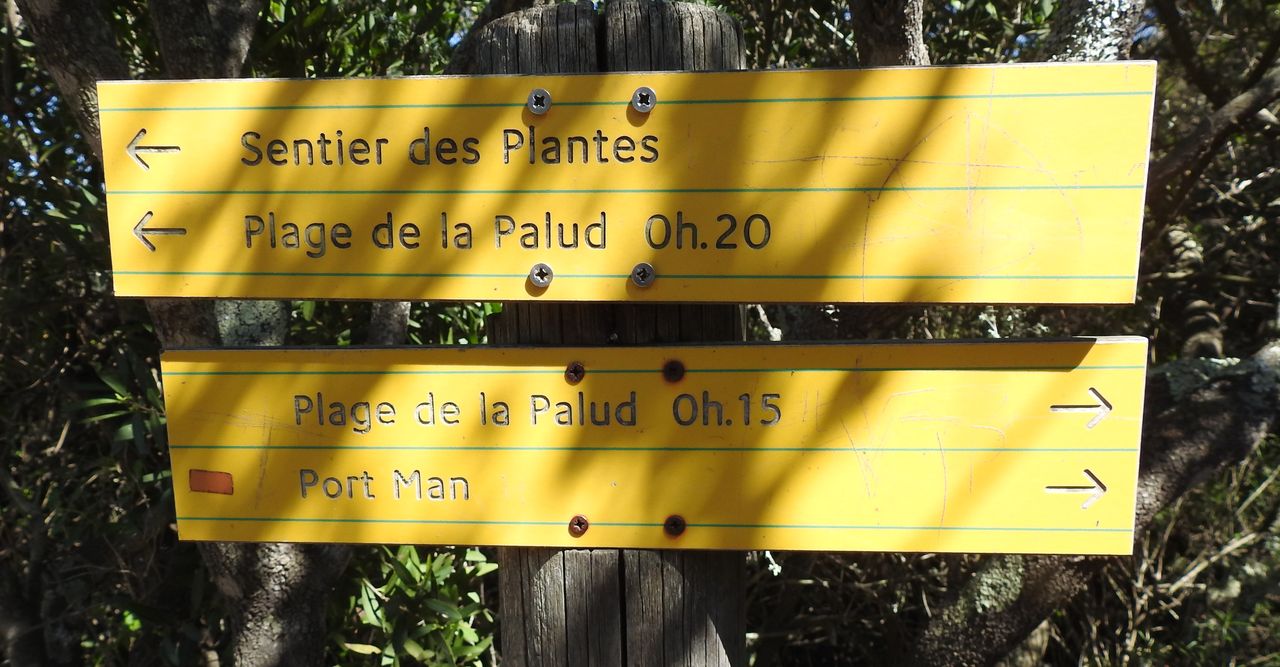 ← Sentier des Plantes
← Plage de la Palud 0h.20
Plage de la Palud 0h.15 →
Port Man →